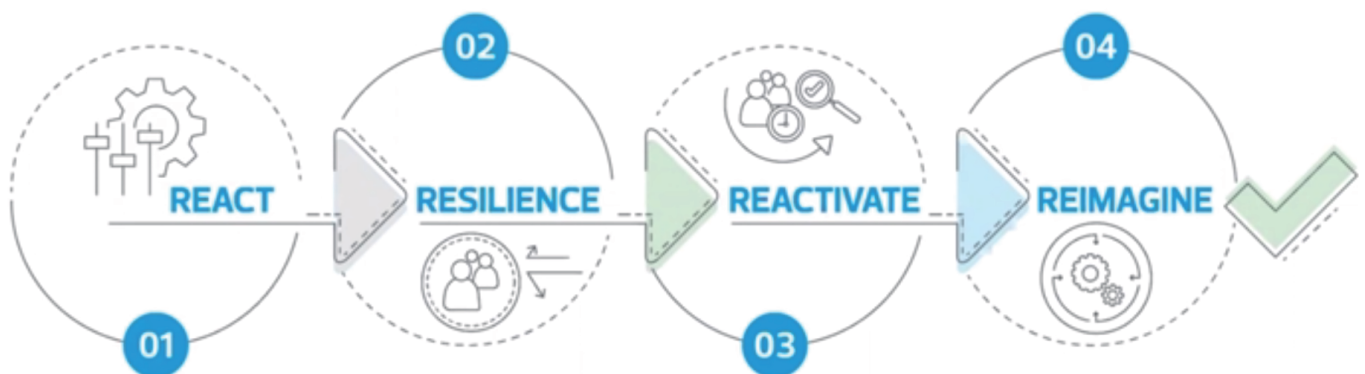 01
REACT
02
RESILIENCE
03
REACTIVATE
04
REIMAGINE